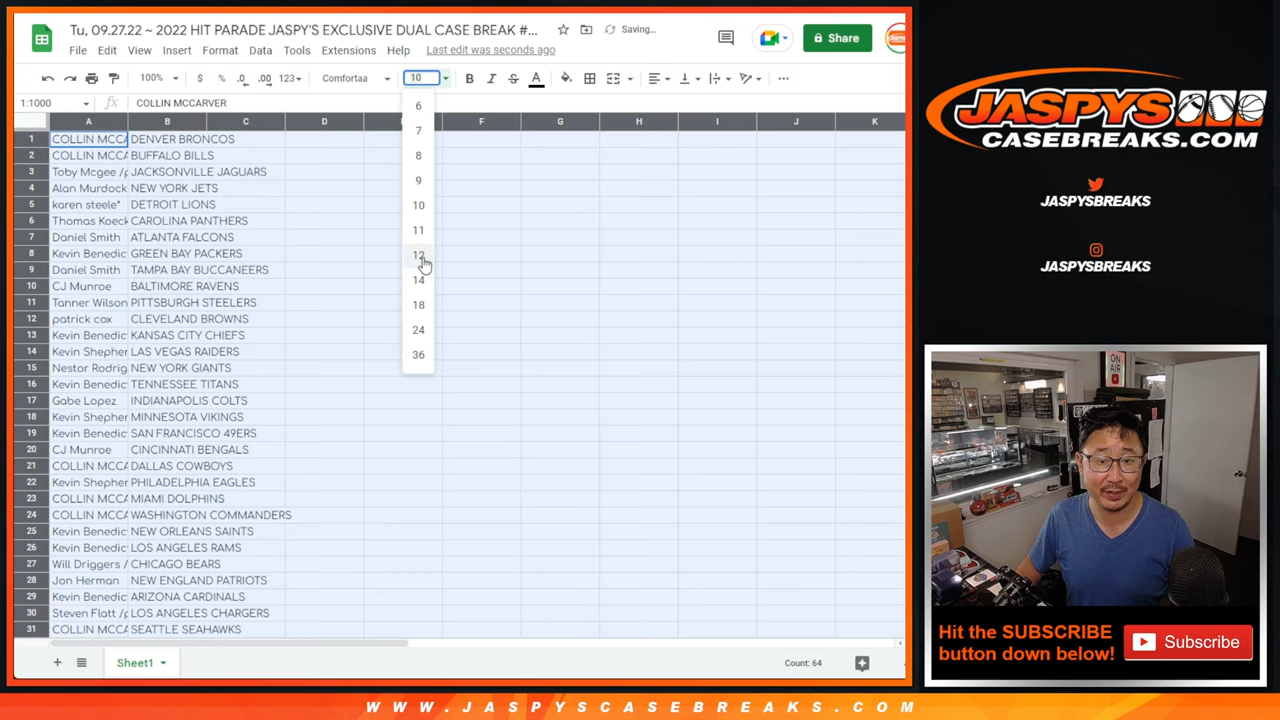 Tu, 09.27.22 ~ 2022 HIT PARADE JASPY'S EXCLUSIVE DUAL CASE BREAK #...
Saving...
Share
File Edit View Insert Format Data Tools Extensions Help Last edit was seconds ago
100% $ % .0 .00 123 Comfortaa 10 B I S A
1:1000 fx COLLIN MCCARVER
A B C D F G H I J K
1 COLLIN MCCA DENVER BRONCOS
2 COLLIN MCCA BUFFALO BILLS
3 Toby Mcgee /p JACKSONVILLE JAGUARS
4 Alan Murdock NEW YORK JETS
5 karen steele* DETROIT LIONS
6 Thomas Koeck CAROLINA PANTHERS
7 Daniel Smith ATLANTA FALCONS
8 Kevin Benedic GREEN BAY PACKERS
9 Daniel Smith TAMPA BAY BUCCANEERS
10 CJ Munroe BALTIMORE RAVENS
11 Tanner Wilson PITTSBURGH STEELERS
12 patrick cox CLEVELAND BROWNS
13 Kevin Benedic KANSAS CITY CHIEFS
14 Kevin Shepher LAS VEGAS RAIDERS
15 Nestor Rodrig NEW YORK GIANTS
16 Kevin Benedic TENNESSEE TITANS
17 Gabe Lopez INDIANAPOLIS COLTS
18 Kevin Shepher MINNESOTA VIKINGS
19 Kevin Benedic SAN FRANCISCO 49ERS
20 CJ Munroe CINCINNATI BENGALS
21 COLLIN MCCA DALLAS COWBOYS
22 Kevin Shepher PHILADELPHIA EAGLES
23 COLLIN MCCA MIAMI DOLPHINS
24 COLLIN MCCA WASHINGTON COMMANDERS
25 Kevin Benedic NEW ORLEANS SAINTS
26 Kevin Benedic LOS ANGELES RAMS
27 Will Driggers / CHICAGO BEARS
28 Jon Herman NEW ENGLAND PATRIOTS
29 Kevin Benedic ARIZONA CARDINALS
30 Steven Flatt /p LOS ANGELES CHARGERS
31 COLLIN MCCA SEATTLE SEAHAWKS
6
7
8
9
10
11
12
14
18
24
36
Sheet1
Count: 64
JASPYS
CASEBREAKS.COM
JASPYSBREAKS
JASPYSBREAKS
ON AIR
Hit the SUBSCRIBE
button down below!
Subscribe
WWW.JASPYSCASEBREAKS.COM